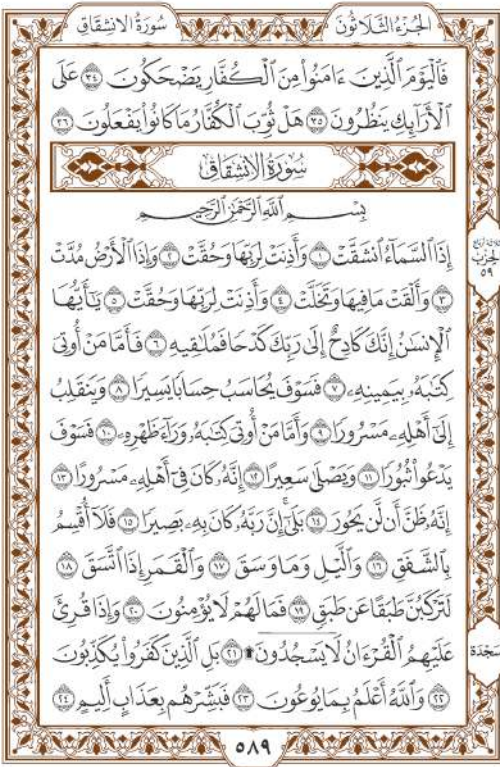 الجزء الثلاثون سورة الانشقاق
فَٱلۡيَوۡمَ ٱلَّذِينَ ءَامَنُواْ مِنَ ٱلۡكُفَّارِ يَضۡحَكُونَ ٣٤ عَلَى
ٱلۡأَرَآئِكِ يَنظُرُونَ ٣٥ هَلۡ ثُوِّبَ ٱلۡكُفَّارُ مَا كَانُواْ يَفۡعَلُونَ ٣٦
سُورَةُ الانشِقَاقِ
بِسۡمِ ٱللَّهِ ٱلرَّحۡمَٰنِ ٱلرَّحِيمِ
إِذَا ٱلسَّمَآءُ ٱنشَقَّتۡ ١ وَأَذِنَتۡ لِرَبِّهَا وَحُقَّتۡ ٢ وَإِذَا ٱلۡأَرۡضُ مُدَّتۡ
٣ وَأَلۡقَتۡ مَا فِيهَا وَتَخَلَّتۡ ٤ وَأَذِنَتۡ لِرَبِّهَا وَحُقَّتۡ ٥ يَٰٓأَيُّهَا
ٱلۡإِنسَٰنُ إِنَّكَ كَادِحٌ إِلَىٰ رَبِّكَ كَدۡحٗا فَمُلَٰقِيهِ ٦ فَأَمَّا مَنۡ أُوتِيَ
كِتَٰبَهُۥ بِيَمِينِهِۦ ٧ فَسَوۡفَ يُحَاسَبُ حِسَابٗا يَسِيرٗا ٨ وَيَنقَلِبُ
إِلَىٰٓ أَهۡلِهِۦ مَسۡرُورٗا ٩ وَأَمَّا مَنۡ أُوتِيَ كِتَٰبَهُۥ وَرَآءَ ظَهۡرِهِۦ ١٠ فَسَوۡفَ
يَدۡعُواْ ثُبُورٗا ١١ وَيَصۡلَىٰ سَعِيرًا ١٢ إِنَّهُۥ كَانَ فِيٓ أَهۡلِهِۦ مَسۡرُورًا ١٣
إِنَّهُۥ ظَنَّ أَن لَّن يَحُورَ ١٤ بَلَىٰٓۚ إِنَّ رَبَّهُۥ كَانَ بِهِۦ بَصِيرٗا ١٥ فَلَآ أُقۡسِمُ
بِٱلشَّفَقِ ١٦ وَٱلَّيۡلِ وَمَا وَسَقَ ١٧ وَٱلۡقَمَرِ إِذَا ٱتَّسَقَ ١٨
لَتَرۡكَبُنَّ طَبَقًا عَن طَبَقٖ ١٩ فَمَا لَهُمۡ لَا يُؤۡمِنُونَ ٢٠ وَإِذَا قُرِئَ
عَلَيۡهِمُ ٱلۡقُرۡءَانُ لَا يَسۡجُدُونَ۩ ٢١ بَلِ ٱلَّذِينَ كَفَرُواْ يُكَذِّبُونَ
٢٢ وَٱللَّهُ أَعۡلَمُ بِمَا يُوعُونَ ٢٣ فَبَشِّرۡهُم بِعَذَابٍ أَلِيمٍ ٢٤
الحزب
٥٩
سجدة
٥٨٩